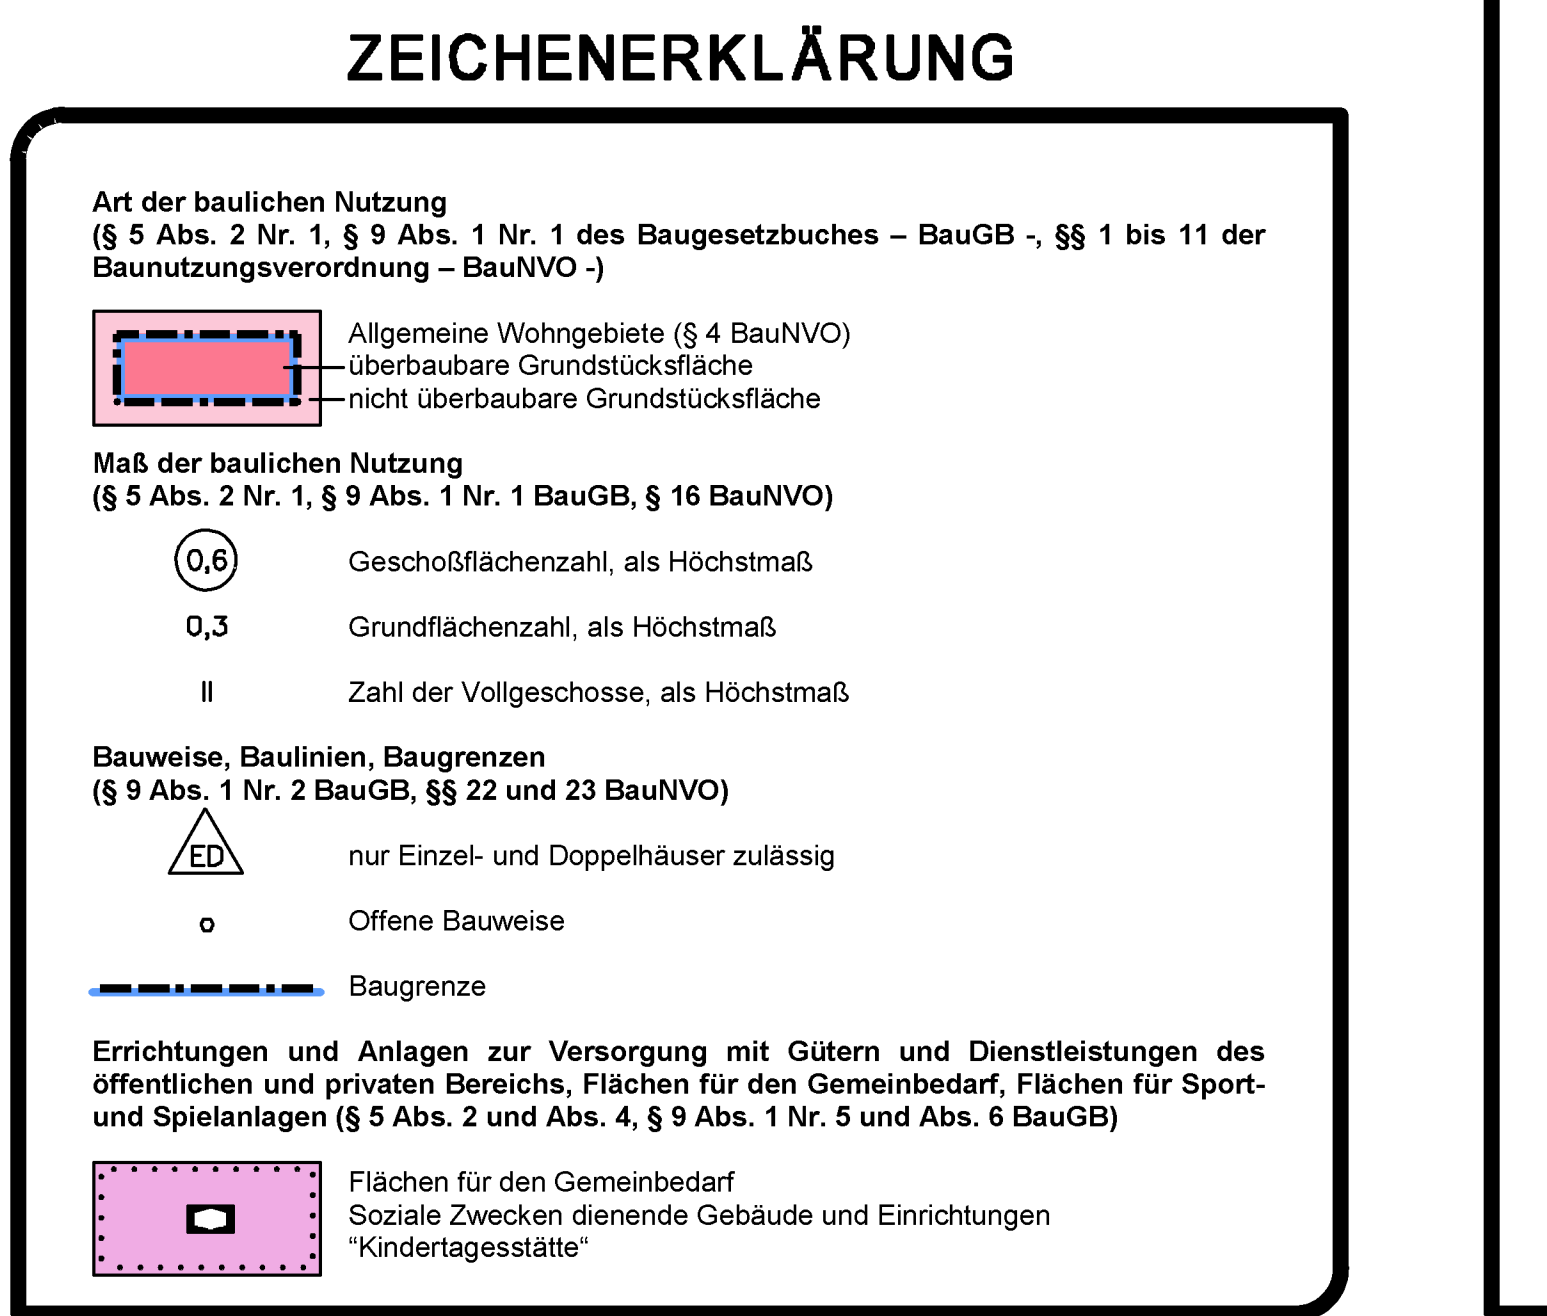 ZEICHENERKLÄRUNG
Art der baulichen Nutzung
(§ 5 Abs. 2 Nr. 1, § 9 Abs. 1 Nr. 1 des Baugesetzbuches – BauGB -, §§ 1 bis 11 der
Baunutzungsverordnung – BauNVO -)
Allgemeine Wohngebiete (§ 4 BauNVO)
überbaubare Grundstücksfläche
nicht überbaubare Grundstücksfläche
Maß der baulichen Nutzung
(§ 5 Abs. 2 Nr. 1, § 9 Abs. 1 Nr. 1 BauGB, § 16 BauNVO)
0,6 Geschoßflächenzahl, als Höchstmaß
0,3 Grundflächenzahl, als Höchstmaß
II Zahl der Vollgeschosse, als Höchstmaß
Bauweise, Baulinien, Baugrenzen
(§ 9 Abs. 1 Nr. 2 BauGB, §§ 22 und 23 BauNVO)
ED nur Einzel- und Doppelhäuser zulässig
o Offene Bauweise
Baugrenze
Errichtungen und Anlagen zur Versorgung mit Gütern und Dienstleistungen des
öffentlichen und privaten Bereichs, Flächen für den Gemeinbedarf, Flächen für Sport-
und Spielanlagen (§ 5 Abs. 2 und Abs. 4, § 9 Abs. 1 Nr. 5 und Abs. 6 BauGB)
Flächen für den Gemeinbedarf
Soziale Zwecken dienende Gebäude und Einrichtungen
“Kindertagesstätte“